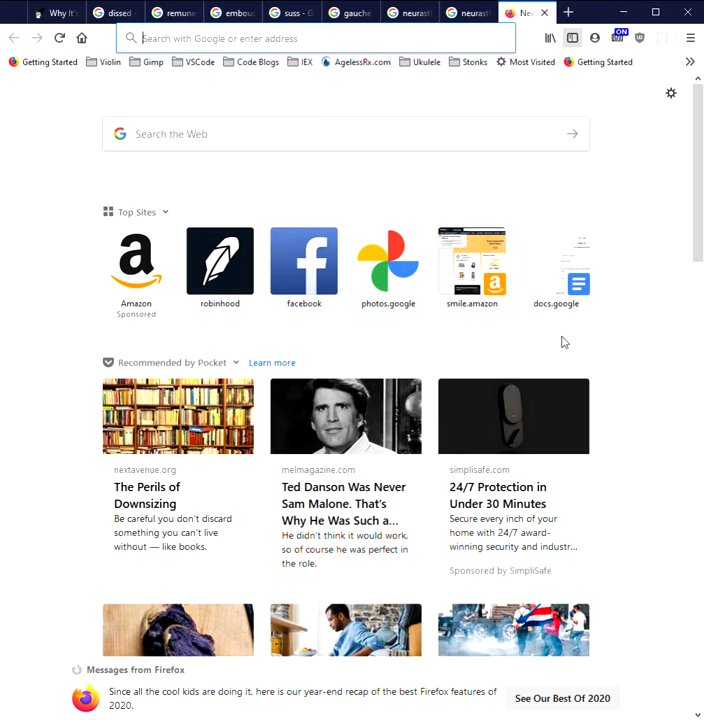 Why It's
dissed -
remune
embouc
suss - G
gauche
neurast
neurast
Ne
Search with Google or enter address
ON
Getting Started
Violin
Gimp
VSCode
Code Blogs
IEX
AgelessRx.com
Ukulele
Stonks
Most Visited
Getting Started
Search the Web
Top Sites
Amazon
Sponsored
robinhood
facebook
photos.google
smile.amazon
docs.google
Recommended by Pocket
Learn more
nextavenue.org
The Perils of
Downsizing
Be careful you don't discard
something you can't live
without — like books.
melmagazine.com
Ted Danson Was Never
Sam Malone. That's
Why He Was Such a...
He didn't think it would work,
so of course he was perfect in
the role.
simplisafe.com
24/7 Protection in
Under 30 Minutes
Secure every inch of your
home with 24/7 award-
winning security and industr...
Sponsored by SimpliSafe
Messages from Firefox
Since all the cool kids are doing it, here is our year-end recap of the best Firefox features of
2020.
See Our Best Of 2020